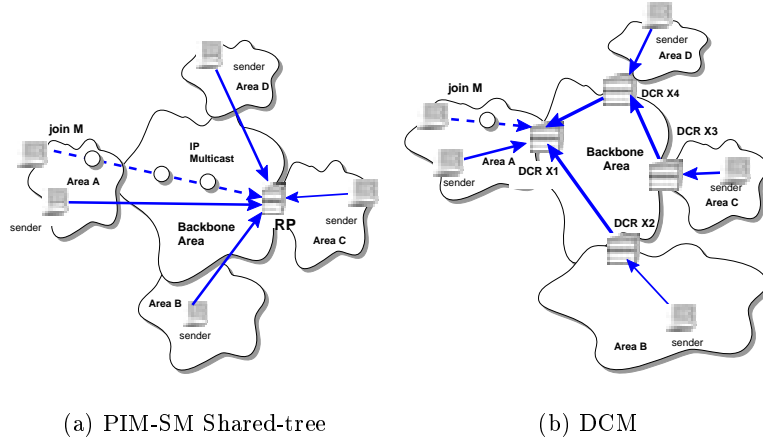 sender
Area D
join M
IP
Multicast
Area A
sender
Backbone
Area
RP
sender
Area C
Area B
sender
(a) PIM-SM Shared-tree
sender
Area D
join M
DCR X4
DCR X3
Area A
sender
DCR X1
Backbone
Area
sender
Area C
DCR X2
sender
Area B
(b) DCM